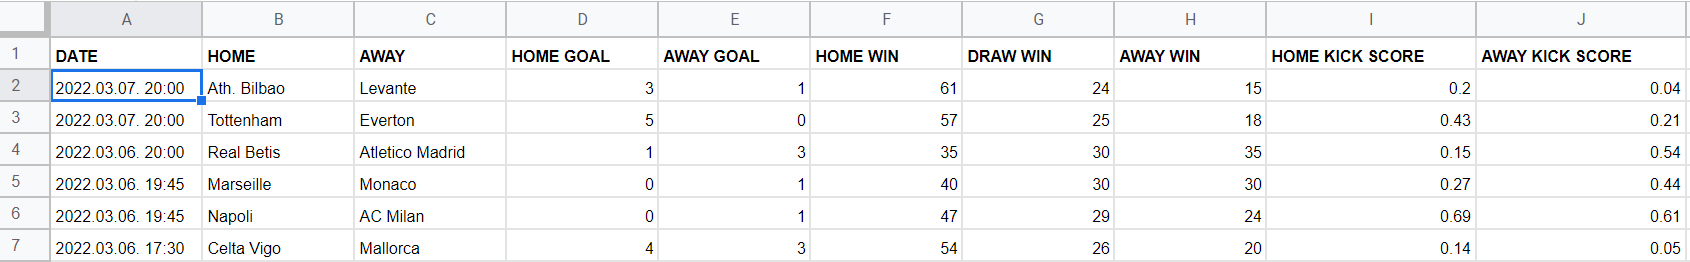 A B C D E F G H I J
1 DATE HOME AWAY HOME GOAL AWAY GOAL HOME WIN DRAW WIN AWAY WIN HOME KICK SCORE AWAY KICK SCORE
2 2022.03.07. 20:00 Ath. Bilbao Levante 3 1 61 24 15 0.2 0.04
3 2022.03.07. 20:00 Tottenham Everton 5 0 57 25 18 0.43 0.21
4 2022.03.06. 20:00 Real Betis Atletico Madrid 1 3 35 30 35 0.15 0.54
5 2022.03.06. 19:45 Marseille Monaco 0 1 40 30 30 0.27 0.44
6 2022.03.06. 19:45 Napoli AC Milan 0 1 47 29 24 0.69 0.61
7 2022.03.06. 17:30 Celta Vigo Mallorca 4 3 54 26 20 0.14 0.05